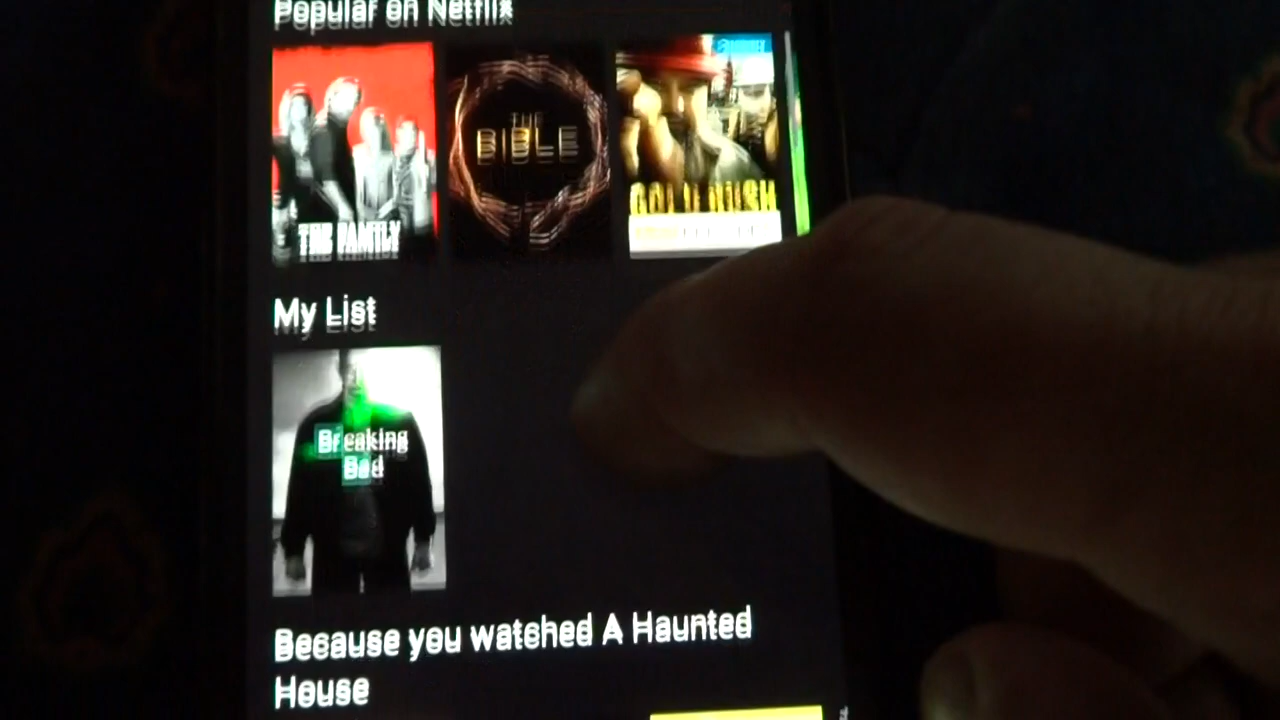 Popular on Netflix
THE FAMILY
THE
BIBLE
GOLD RUSH
My List
Breaking
Bad
Because you watched A Haunted
House